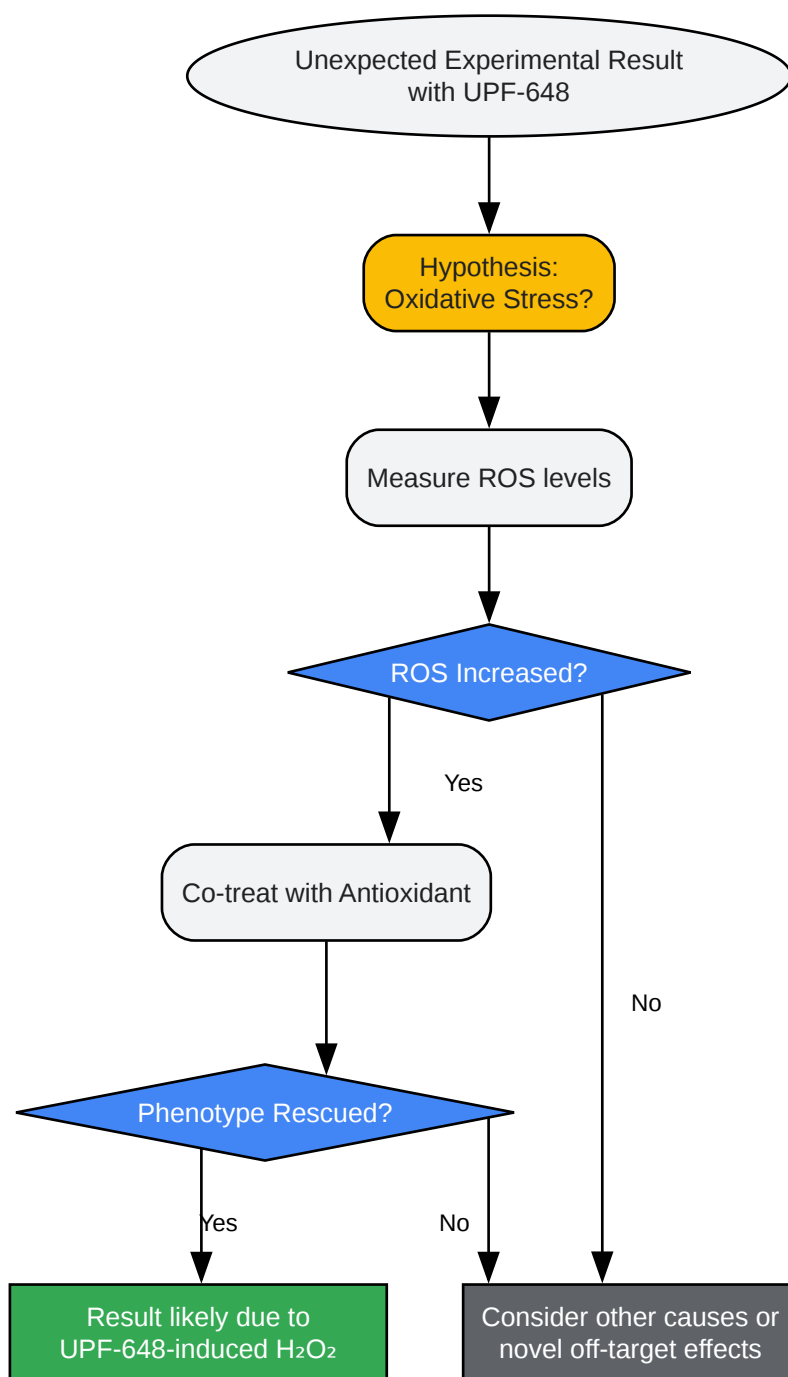 Unexpected Experimental Result
with UPF-648
Hypothesis:
Oxidative Stress?
Measure ROS levels
ROS Increased?
Yes
Co-treat with Antioxidant
No
Phenotype Rescued?
Yes
No
Result likely due to
UPF-648-induced H₂O₂
Consider other causes or
novel off-target effects